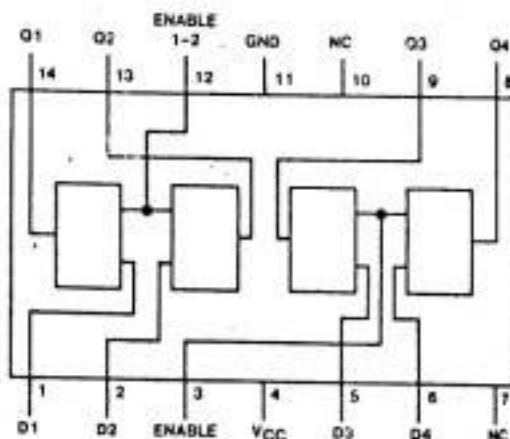 ENABLE
Q1 Q2 1-2 GND NC Q3 Q4
14 13 12 11 10 9 8
1 2 3 4 5 6 7
D1 D2 ENABLE VCC D3 D4 NC